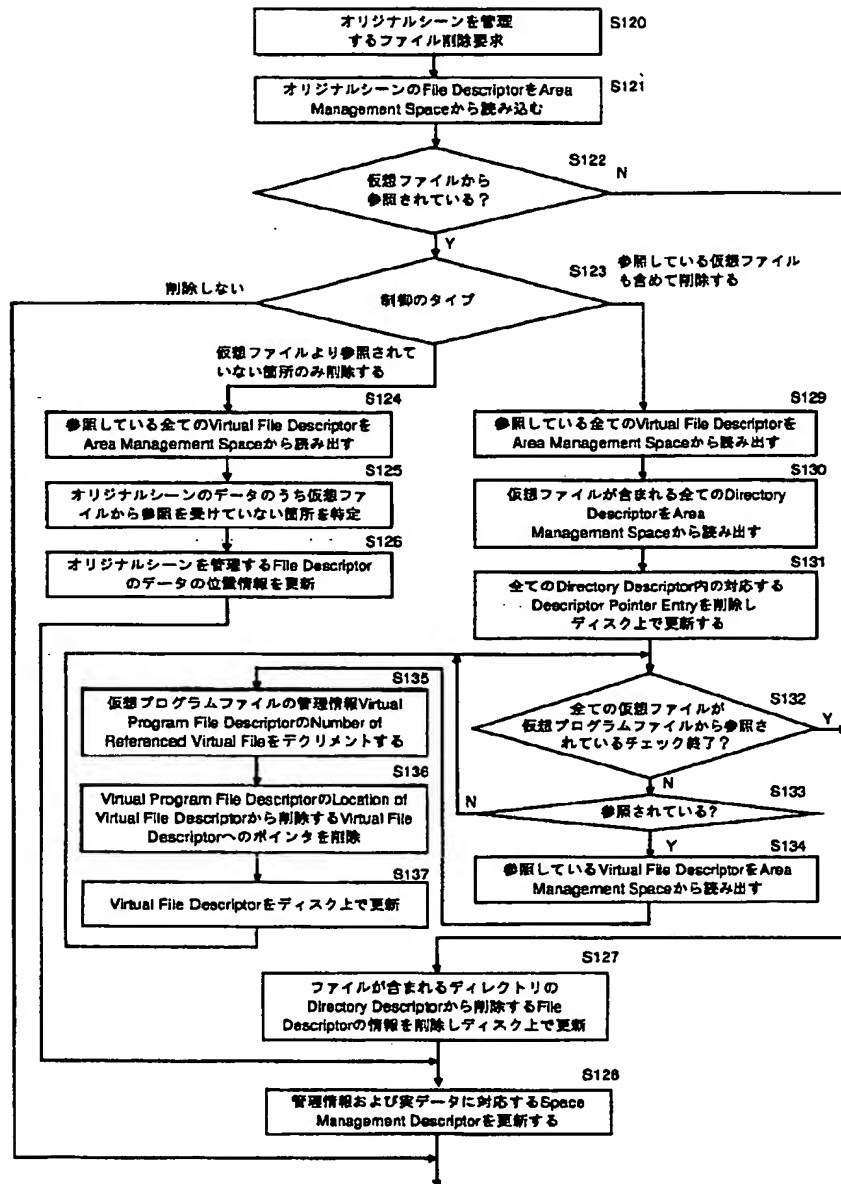 オリジナルシーンを管理
するファイル削除要求
S120
オリジナルシーンのFile DescriptorをArea
Management Spaceから読み込む
S121
S122
仮想ファイルから
参照されている?
N
Y
S123
制御のタイプ
削除しない
参照している仮想ファイル
も含めて削除する
仮想ファイルより参照されて
いない箇所のみ削除する
S124
参照している全てのVirtual File Descriptorを
Area Management Spaceから読み出す
S125
オリジナルシーンのデータのうち仮想ファ
イルから参照を受けていない箇所を特定
S126
オリジナルシーンを管理するFile Descriptor
のデータの位置情報を更新
S129
参照している全てのVirtual File Descriptorを
Area Management Spaceから読み出す
S130
仮想ファイルが含まれる全てのDirectory
DescriptorをArea
Management Spaceから読み出す
S131
全てのDirectory Descriptor内の対応する
Descriptor Pointer Entryを削除し
ディスク上で更新する
S132
全ての仮想ファイルが
仮想プログラムファイルから参照さ
れているチェック終了?
Y
N
S133
参照されている?
N
Y
S134
参照しているVirtual File DescriptorをArea
Management Spaceから読み出す
S135
仮想プログラムファイルの管理情報Virtual
Program File DescriptorのNumber of
Referenced Virtual Fileをデクリメントする
S136
Virtual Program File DescriptorのLocation of
Virtual File Descriptorから削除するVirtual File
Descriptorへのポインタを削除
S137
Virtual File Descriptorをディスク上で更新
S127
ファイルが含まれるディレクトリの
Directory Descriptorから削除するFile
Descriptorの情報を削除しディスク上で更新
S128
管理情報および実データに対応するSpace
Management Descriptorを更新する